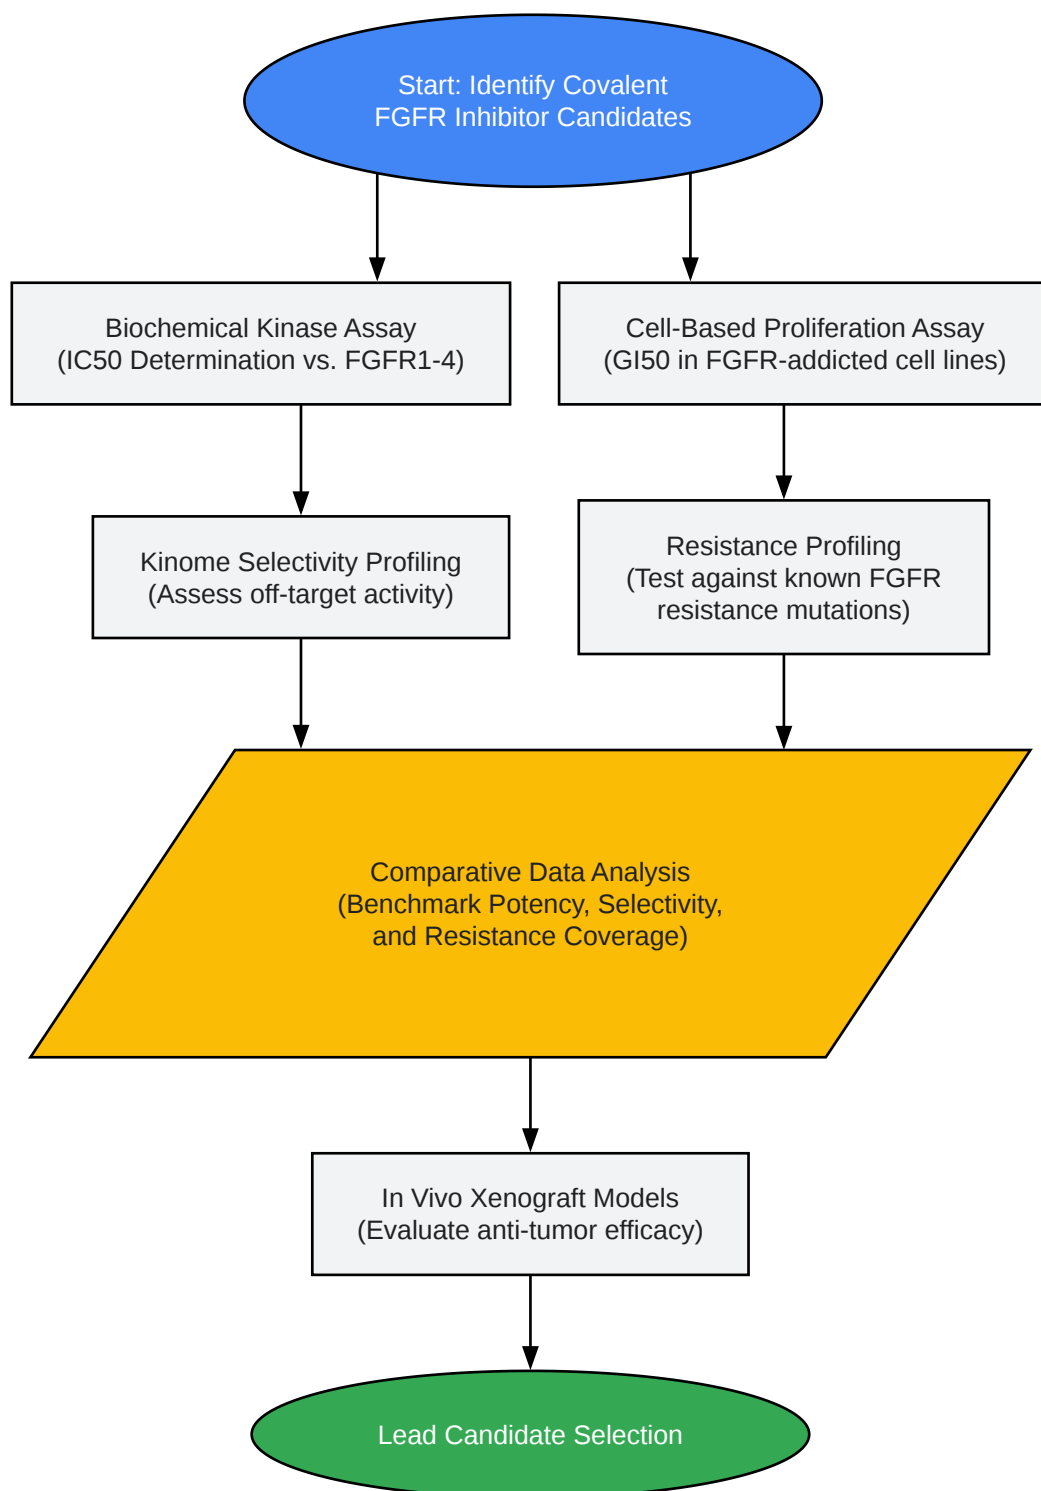 Start: Identify Covalent
FGFR Inhibitor Candidates
Biochemical Kinase Assay
(IC50 Determination vs. FGFR1-4)
Cell-Based Proliferation Assay
(GI50 in FGFR-addicted cell lines)
Kinome Selectivity Profiling
(Assess off-target activity)
Resistance Profiling
(Test against known FGFR
resistance mutations)
Comparative Data Analysis
(Benchmark Potency, Selectivity,
and Resistance Coverage)
In Vivo Xenograft Models
(Evaluate anti-tumor efficacy)
Lead Candidate Selection